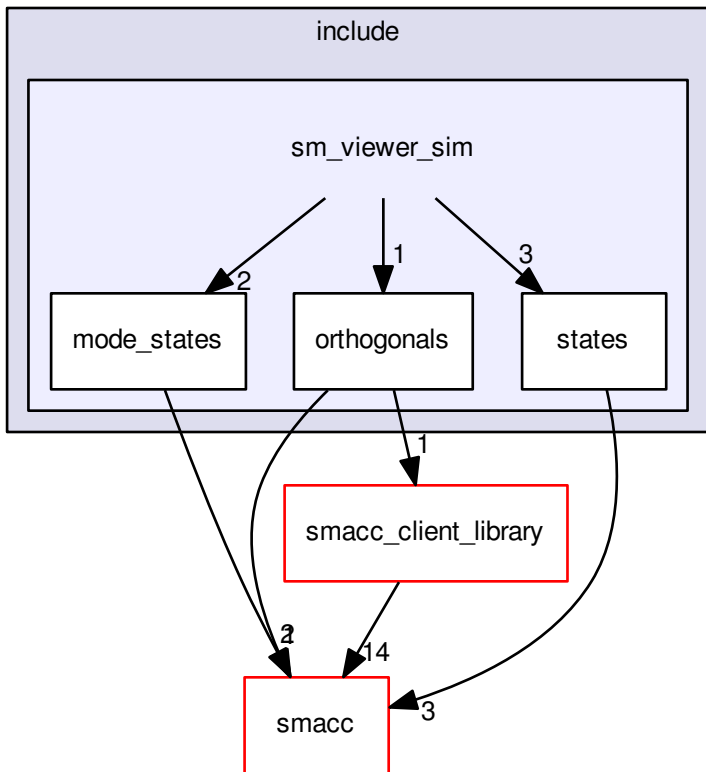 include
sm_viewer_sim
1
3
2
mode_states
orthogonals
states
1
smacc_client_library
14
3
smacc